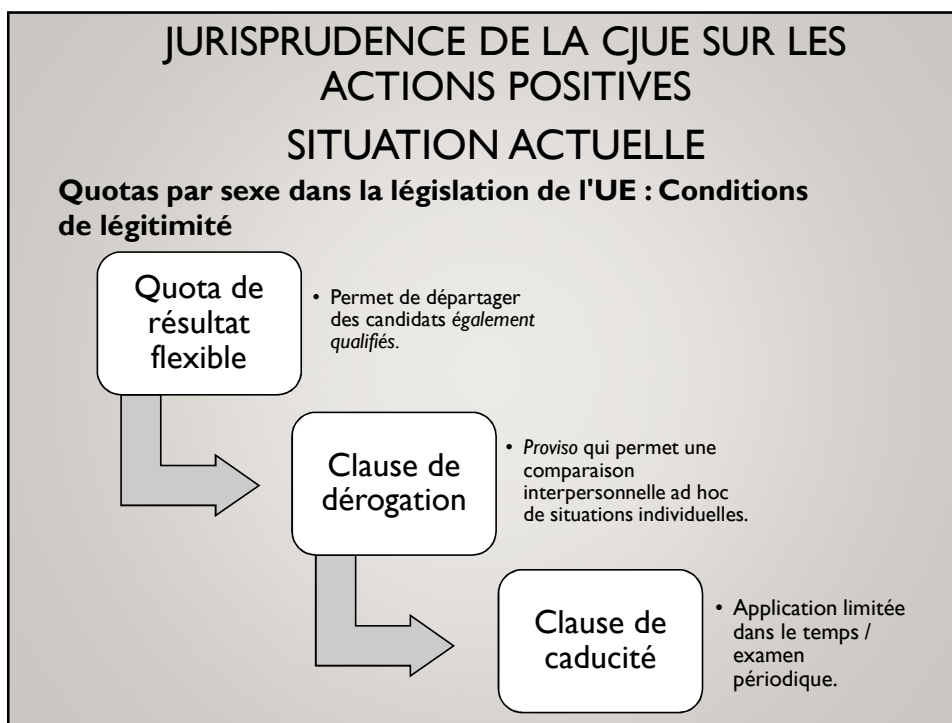 JURISPRUDENCE DE LA CJUE SUR LES
ACTIONS POSITIVES
SITUATION ACTUELLE
Quotas par sexe dans la législation de l'UE : Conditions
de légitimité
Quota de
résultat
flexible
• Permet de départager
des candidats également
qualifiés.
Clause de
dérogation
• Proviso qui permet une
comparaison
interpersonnelle ad hoc
de situations individuelles.
Clause de
caducité
• Application limitée
dans le temps /
examen
périodique.